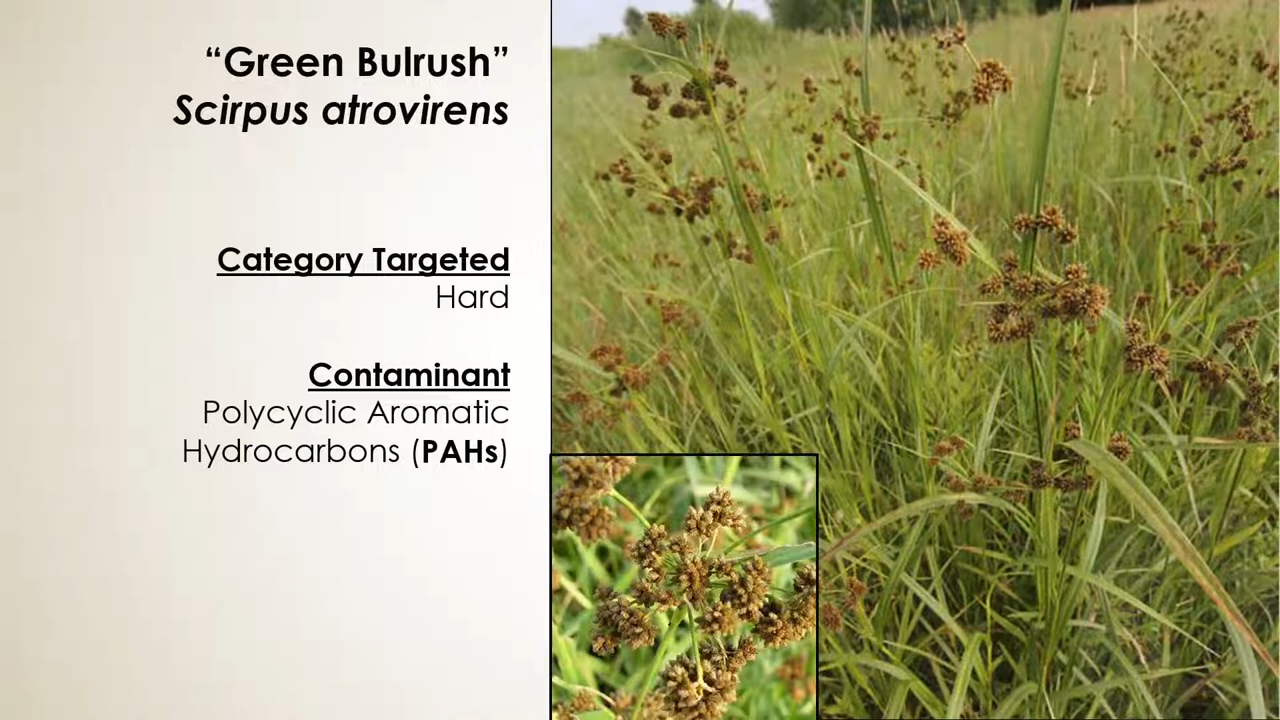 “Green Bulrush”
Scirpus atrovirens
Category Targeted
Hard
Contaminant
Polycyclic Aromatic
Hydrocarbons (PAHs)